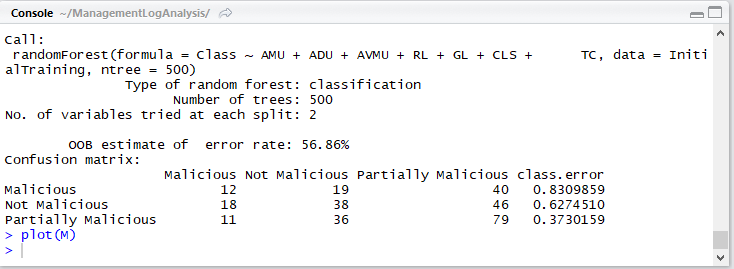 Console ~/ManagementLogAnalysis/
Call:
 randomForest(formula = Class ~ AMU + ADU + AVMU + RL + GL + CLS +      TC, data = Initi
alTraining, ntree = 500)
               Type of random forest: classification
                     Number of trees: 500
No. of variables tried at each split: 2

        OOB estimate of  error rate: 56.86%
Confusion matrix:
                    Malicious Not Malicious Partially Malicious class.error
Malicious                  12            19                  40   0.8309859
Not Malicious              18            38                  46   0.6274510
Partially Malicious        11            36                  79   0.3730159
> plot(M)
>